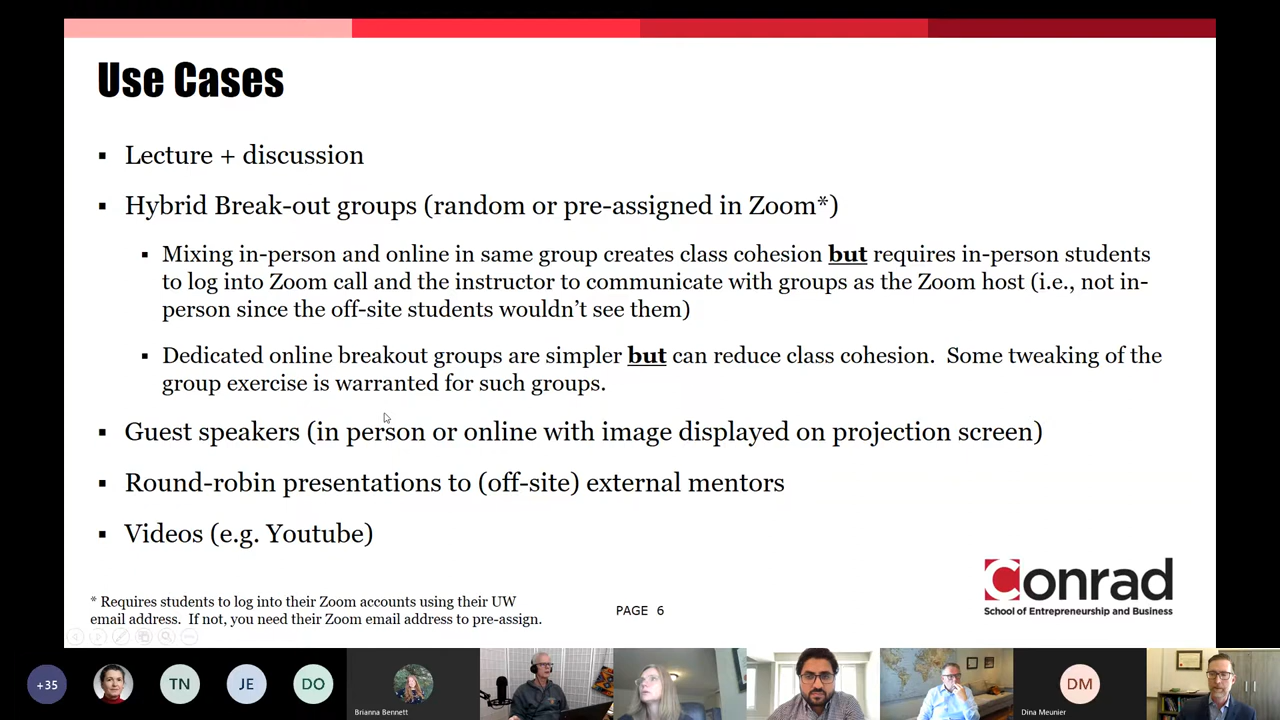 Use Cases
▪ Lecture + discussion
▪ Hybrid Break-out groups (random or pre-assigned in Zoom*)
▪ Mixing in-person and online in same group creates class cohesion but requires in-person students
to log into Zoom call and the instructor to communicate with groups as the Zoom host (i.e., not in-
person since the off-site students wouldn’t see them)
▪ Dedicated online breakout groups are simpler but can reduce class cohesion.  Some tweaking of the
group exercise is warranted for such groups.
▪ Guest speakers (in person or online with image displayed on projection screen)
▪ Round-robin presentations to (off-site) external mentors
▪ Videos (e.g. Youtube)
* Requires students to log into their Zoom accounts using their UW
email address.  If not, you need their Zoom email address to pre-assign.
PAGE 6
Conrad
School of Entrepreneurship and Business
+35
TN
JE
DO
Brianna Bennett
DM
Dina Meunier